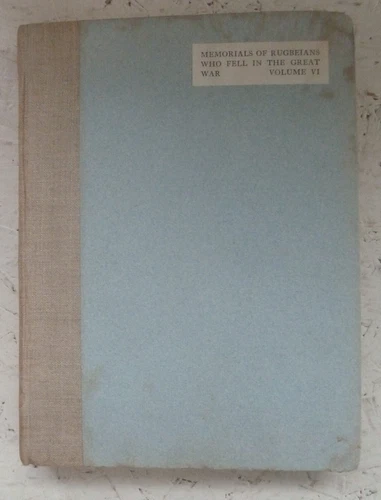 MEMORIALS OF RUGBEIANS
WHO FELL IN THE GREAT
WAR VOLUME VI